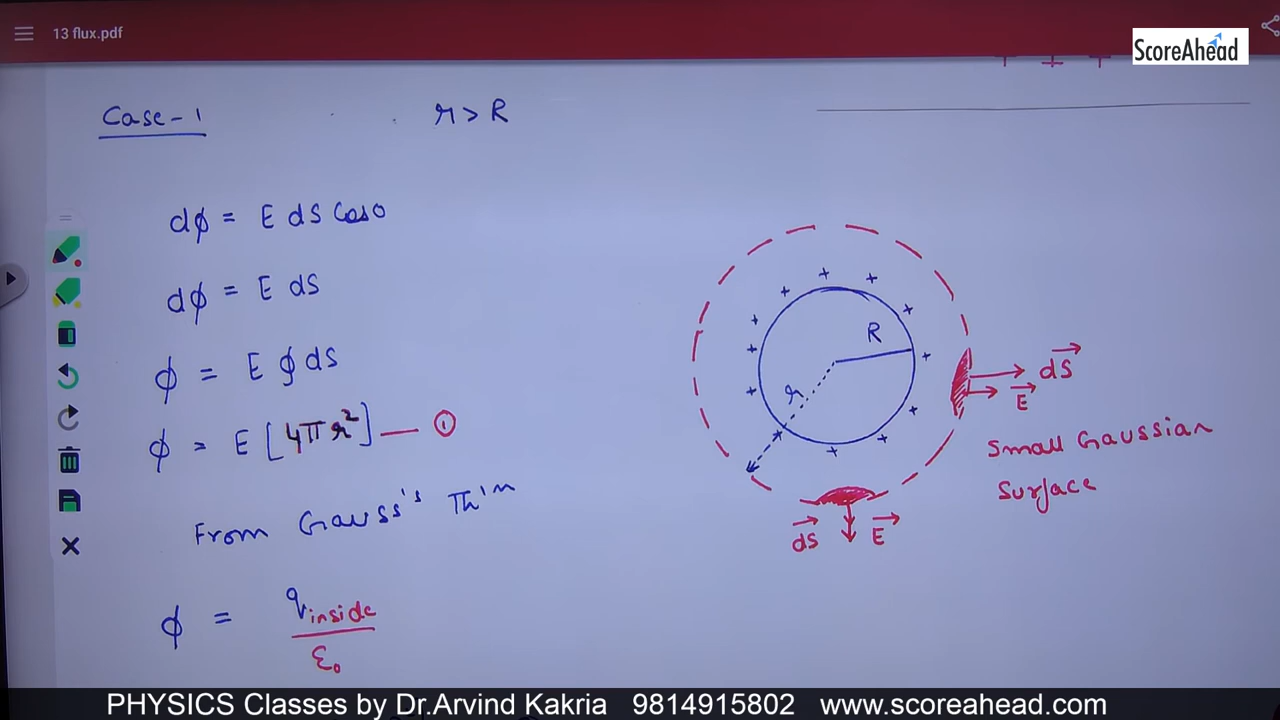 13 flux.pdf
ScoreAhead
Case - 1 r > R
dϕ = E dS Cos0
dϕ = E dS
ϕ = E ∮ ds
ϕ = E [4πr²] — ①
From Gauss's Th'm
ϕ = q inside / ε₀
R
r
dS
E
Small Gaussian
Surface
dS E
PHYSICS Classes by Dr.Arvind Kakria 9814915802 www.scoreahead.com